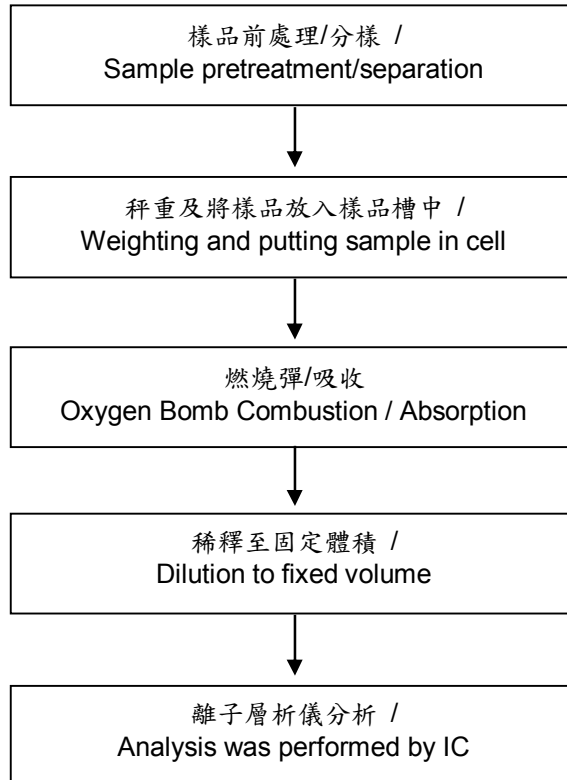 樣品前處理/分樣 /
Sample pretreatment/separation
秤重及將樣品放入樣品槽中 /
Weighting and putting sample in cell
燃燒彈/吸收
Oxygen Bomb Combustion / Absorption
稀釋至固定體積 /
Dilution to fixed volume
離子層析儀分析 /
Analysis was performed by IC